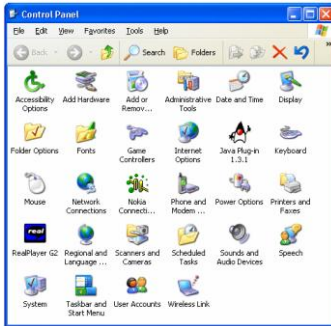 Control Panel
File Edit View Favorites Tools Help
Back Search Folders
Accessibility Options
Add Hardware
Add or Remov...
Administrative Tools
Date and Time
Display
Folder Options
Fonts
Game Controllers
Internet Options
Java Plug-in 1.3.1
Keyboard
Mouse
Network Connections
Nokia Connecti...
Phone and Modem ...
Power Options
Printers and Faxes
real
RealPlayer G2
Regional and Language ...
Scanners and Cameras
Scheduled Tasks
Sounds and Audio Devices
Speech
System
Taskbar and Start Menu
User Accounts
Wireless Link